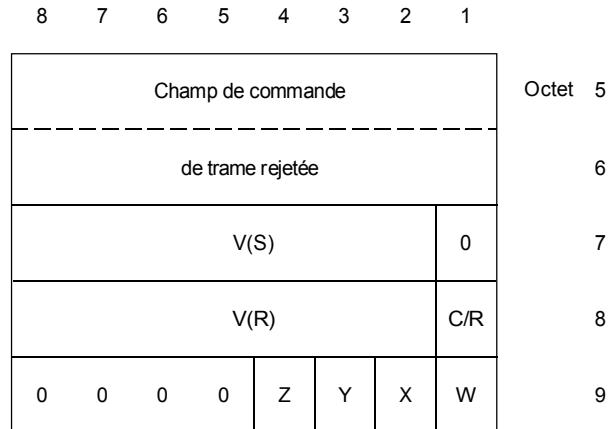 8 7 6 5 4 3 2 1
Champ de commande Octet 5
de trame rejetée 6
V(S) 0 7
V(R) C/R 8
0 0 0 0 Z Y X W 9